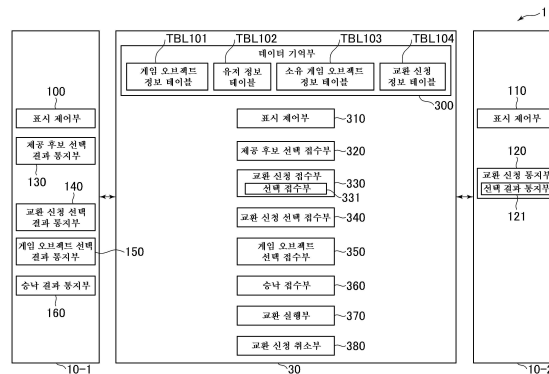 1
TBL101
TBL102
TBL103
TBL104
데이터 기억부
게임 오브젝트
정보 테이블
유저 정보
테이블
소유 게임 오브젝트
정보 테이블
교환 신청
정보 테이블
300
100
표시 제어부
제공 후보 선택
결과 통지부
130
140
교환 신청 선택
결과 통지부
게임 오브젝트 선택
결과 통지부
150
승낙 결과 통지부
160
10-1
표시 제어부
310
제공 후보 선택 접수부
320
교환 신청 접수부
330
선택 접수부
331
교환 신청 선택 접수부
340
게임 오브젝트
선택 접수부
350
승낙 접수부
360
교환 실행부
370
교환 신청 취소부
380
30
110
표시 제어부
120
교환 신청 통지부
선택 결과 통지부
121
10-2